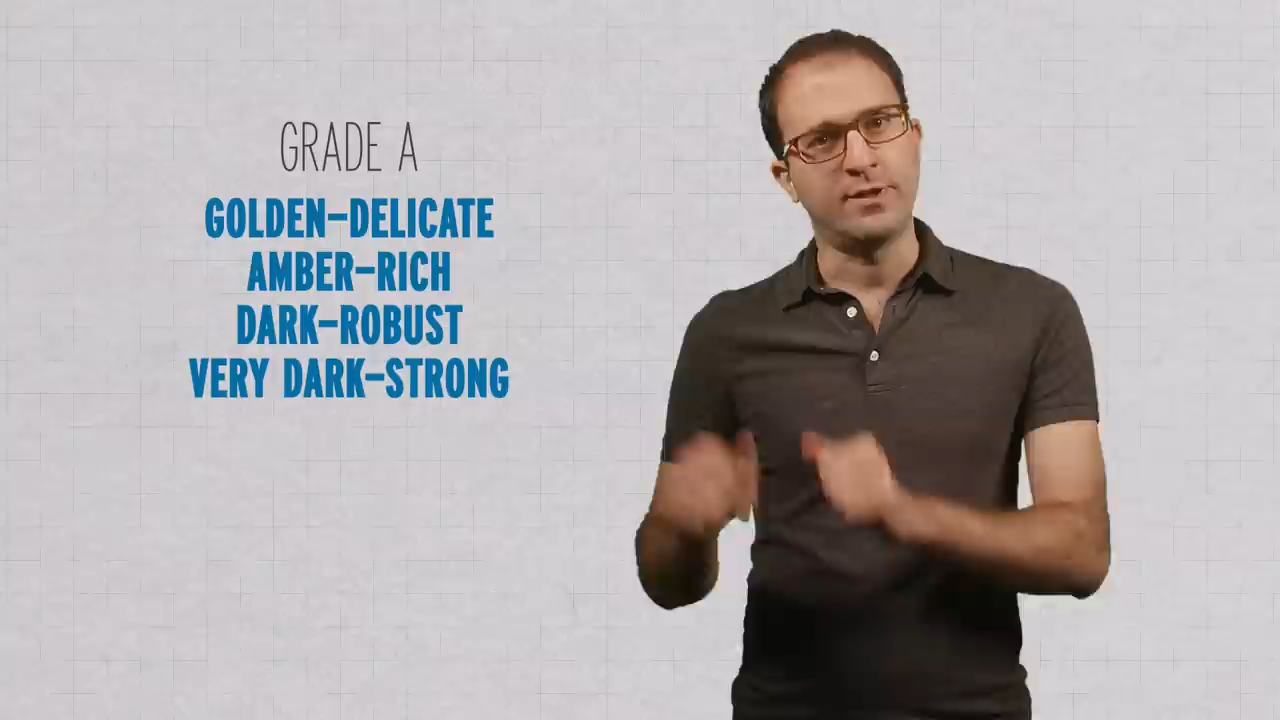 GRADE A
GOLDEN–DELICATE
AMBER–RICH
DARK–ROBUST
VERY DARK–STRONG